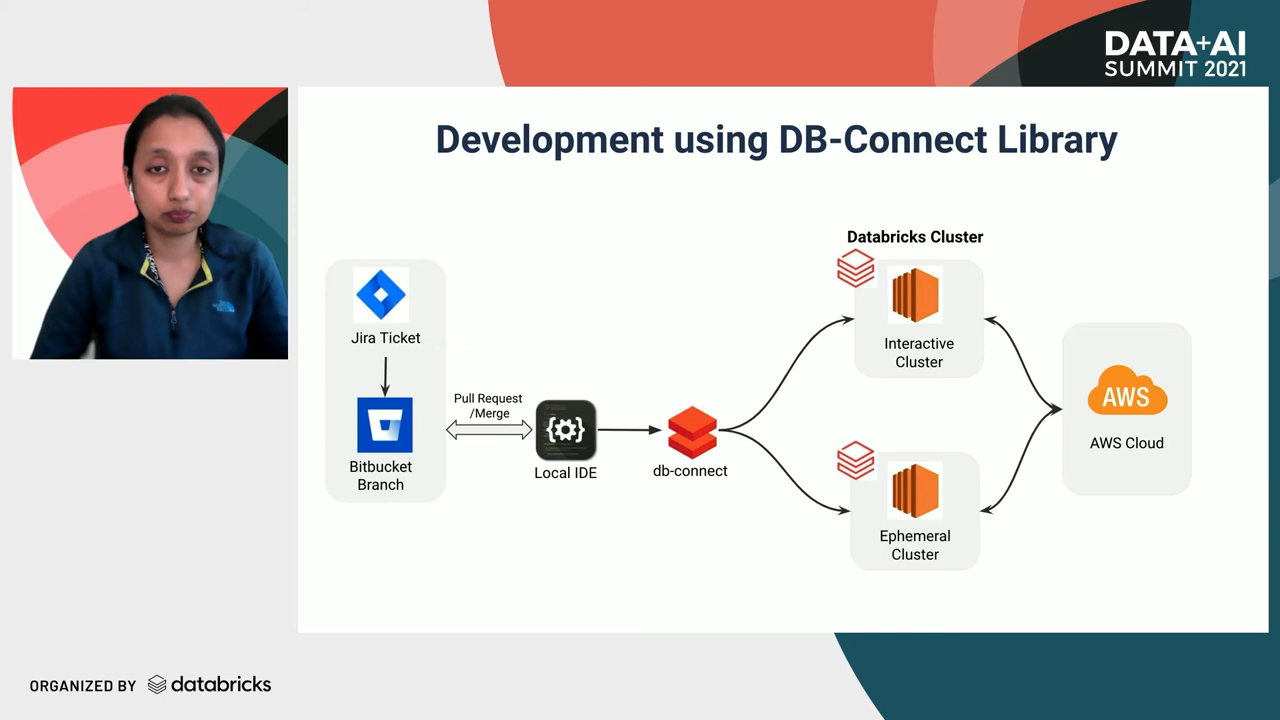 DATA+AI
SUMMIT 2021
Development using DB-Connect Library
Databricks Cluster
Jira Ticket
Bitbucket
Branch
Pull Request
/Merge
Local IDE
db-connect
Interactive
Cluster
Ephemeral
Cluster
AWS
AWS Cloud
ORGANIZED BY databricks